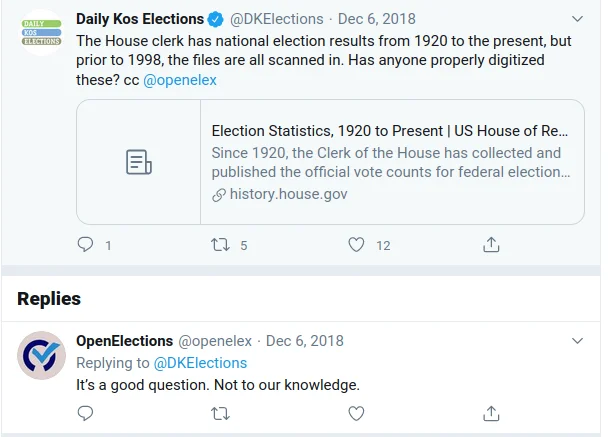 DAILY
KOS
ELECTIONS
Daily Kos Elections @DKElections · Dec 6, 2018
The House clerk has national election results from 1920 to the present, but
prior to 1998, the files are all scanned in. Has anyone properly digitized
these? cc @openelex
Election Statistics, 1920 to Present | US House of Re...
Since 1920, the Clerk of the House has collected and
published the official vote counts for federal election...
history.house.gov
1 5 12
Replies
OpenElections @openelex · Dec 6, 2018
Replying to @DKElections
It's a good question. Not to our knowledge.